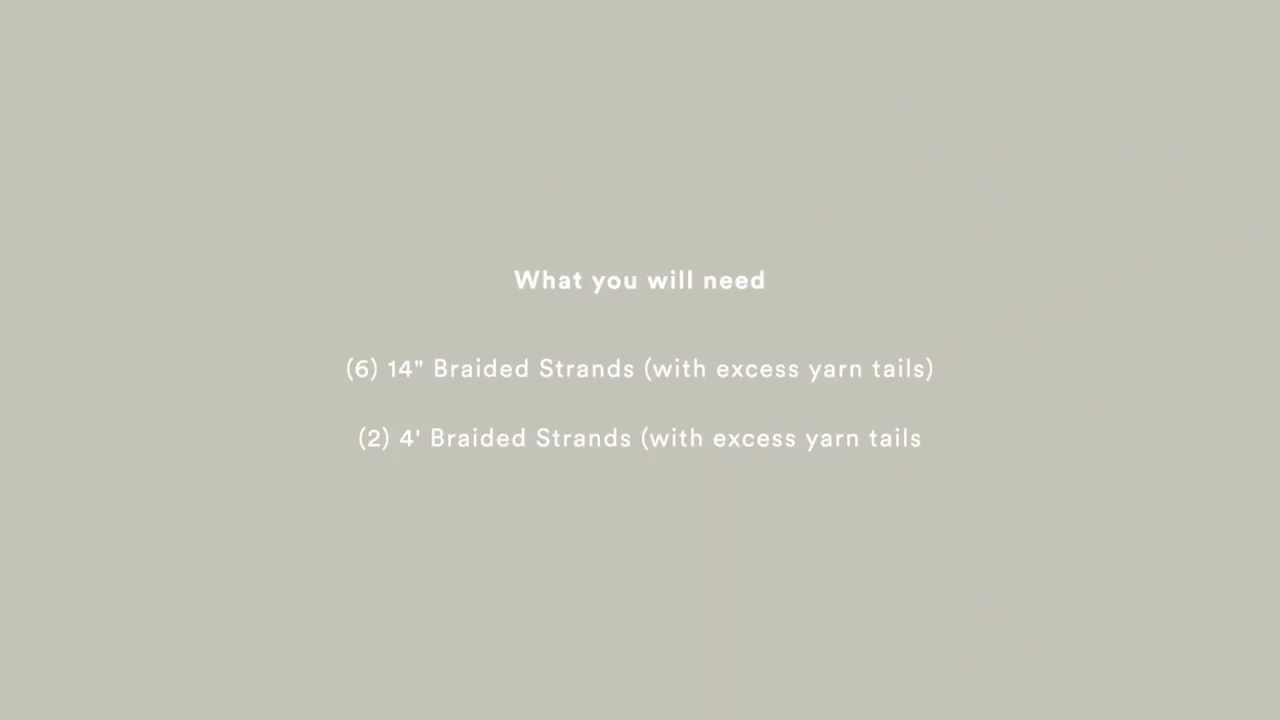 What you will need
(6) 14" Braided Strands (with excess yarn tails)
(2) 4' Braided Strands (with excess yarn tails